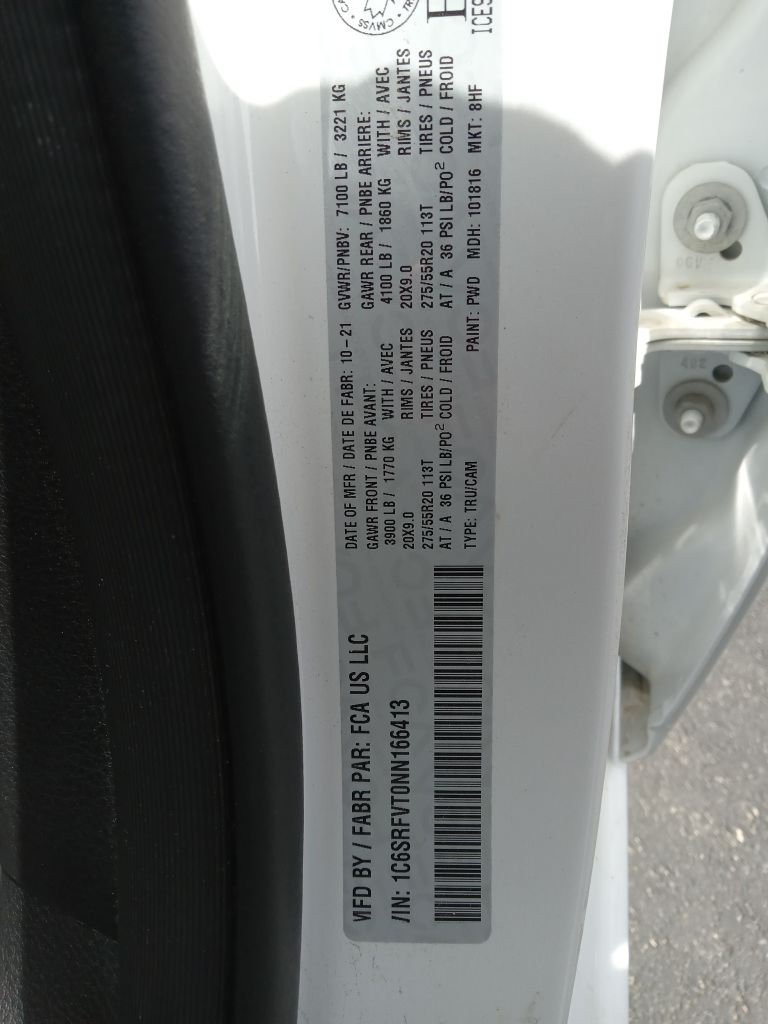 MFD BY / FABR PAR: FCA US LLC
/IN: 1C6SRFVT0NN166413
DATE OF MFR / DATE DE FABR: 10-21 GVWR/PNBV: 7100 LB / 3221 KG
GAWR FRONT / PNBE AVANT: GAWR REAR / PNBE ARRIERE:
3900 LB / 1770 KG WITH / AVEC 4100 LB / 1860 KG WITH / AVEC
20X9.0 RIMS / JANTES 20X9.0 RIMS / JANTES
275/55R20 113T TIRES / PNEUS 275/55R20 113T TIRES / PNEUS
AT / A 36 PSI LB/PO² COLD / FROID AT / A 36 PSI LB/PO² COLD / FROID
TYPE: TRU/CAM PAINT: PWD MDH: 101816 MKT: 8HF
CMVSS
ICES
402